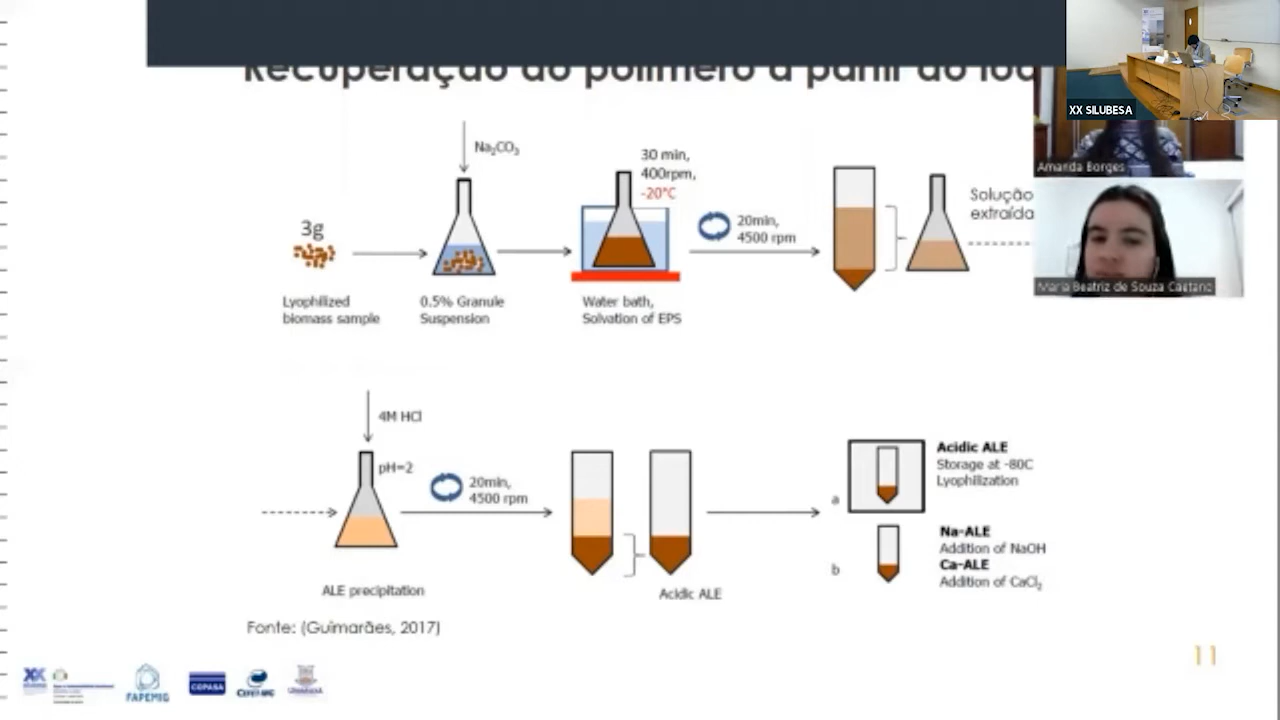 Recuperação do polímero a partir do lod
XX SILUBESA
Amanda Borges
Maria Beatriz de Souza Caetano
Na₂CO₃
30 min,
400rpm,
-20°C
3g
20min,
4500 rpm
Solução
extraída
Lyophilized
biomass sample
0.5% Granule
Suspension
Water bath,
Solvation of EPS
4M HCl
pH=2
20min,
4500 rpm
ALE precipitation
Acidic ALE
a
Acidic ALE
Storage at -80C
Lyophilization
b
Na-ALE
Addition of NaOH
Ca-ALE
Addition of CaCl₂
Fonte: (Guimarães, 2017)
11
FAPEMIG
COPASA
CEFET-MG